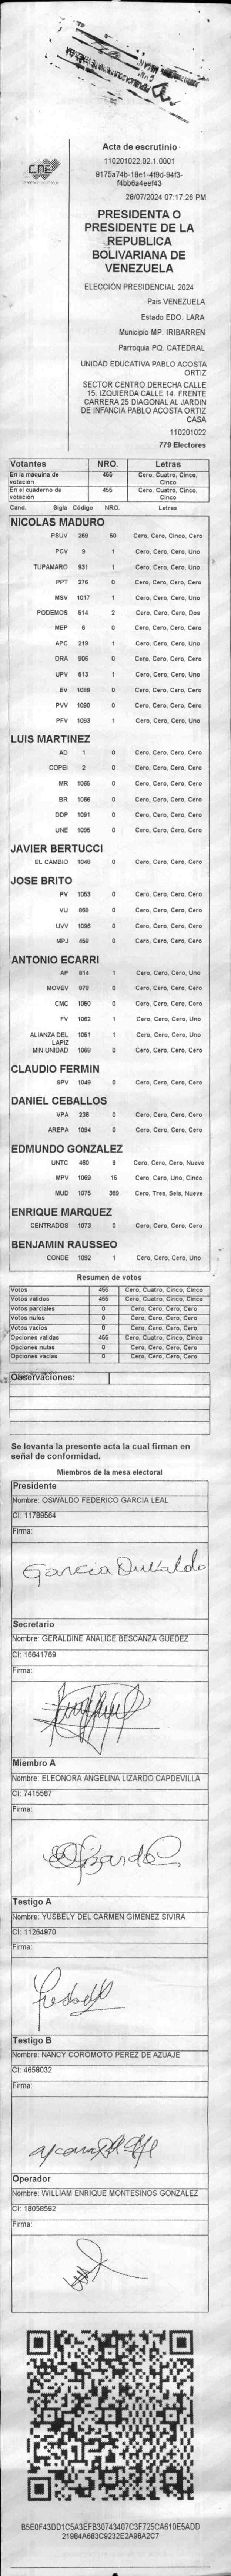 CNE
Acta de escrutinio
110201022.02.1.0001
9175a74b-18e1-4f9d-94f3-
f4bb6a4eef43
28/07/2024 07:17:26 PM
PRESIDENTA O
PRESIDENTE DE LA
REPUBLICA
BOLIVARIANA DE
VENEZUELA
ELECCIÓN PRESIDENCIAL 2024
Pais VENEZUELA
Estado EDO. LARA
Municipio MP. IRIBARREN
Parroquia PQ. CATEDRAL
UNIDAD EDUCATIVA PABLO ACOSTA
ORTIZ
SECTOR CENTRO DERECHA CALLE
15. IZQUIERDA CALLE 14. FRENTE
CARRERA 25 DIAGONAL AL JARDIN
DE INFANCIA PABLO ACOSTA ORTIZ
CASA
110201022
779 Electores
Votantes NRO. Letras
En la máquina de votación 455 Cero, Cuatro, Cinco, Cinco
En el cuaderno de votación 455 Cero, Cuatro, Cinco, Cinco
Cand. Sigla Código NRO. Letras
NICOLAS MADURO
PSUV 269 50 Cero, Cero, Cinco, Cero
PCV 9 1 Cero, Cero, Cero, Uno
TUPAMARO 931 1 Cero, Cero, Cero, Uno
PPT 276 0 Cero, Cero, Cero, Cero
MSV 1017 1 Cero, Cero, Cero, Uno
PODEMOS 514 2 Cero, Cero, Cero, Dos
MEP 6 0 Cero, Cero, Cero, Cero
APC 219 1 Cero, Cero, Cero, Uno
ORA 906 0 Cero, Cero, Cero, Cero
UPV 513 1 Cero, Cero, Cero, Uno
EV 1089 0 Cero, Cero, Cero, Cero
PVV 1090 0 Cero, Cero, Cero, Cero
PFV 1093 1 Cero, Cero, Cero, Uno
LUIS MARTINEZ
AD 1 0 Cero, Cero, Cero, Cero
COPEI 2 0 Cero, Cero, Cero, Cero
MR 1065 0 Cero, Cero, Cero, Cero
BR 1066 0 Cero, Cero, Cero, Cero
DDP 1091 0 Cero, Cero, Cero, Cero
UNE 1095 0 Cero, Cero, Cero, Cero
JAVIER BERTUCCI
EL CAMBIO 1048 0 Cero, Cero, Cero, Cero
JOSE BRITO
PV 1053 0 Cero, Cero, Cero, Cero
VU 868 0 Cero, Cero, Cero, Cero
UVV 1096 0 Cero, Cero, Cero, Cero
MPJ 459 0 Cero, Cero, Cero, Cero
ANTONIO ECARRI
AP 814 1 Cero, Cero, Cero, Uno
MOVEV 879 0 Cero, Cero, Cero, Cero
CMC 1060 0 Cero, Cero, Cero, Cero
FV 1062 1 Cero, Cero, Cero, Uno
ALIANZA DEL 1051 1 Cero, Cero, Cero, Uno
LAPIZ
MIN UNIDAD 1068 0 Cero, Cero, Cero, Cero
CLAUDIO FERMIN
SPV 1049 0 Cero, Cero, Cero, Cero
DANIEL CEBALLOS
VPA 236 0 Cero, Cero, Cero, Cero
AREPA 1094 0 Cero, Cero, Cero, Cero
EDMUNDO GONZALEZ
UNTC 460 9 Cero, Cero, Cero, Nueve
MPV 1069 15 Cero, Cero, Uno, Cinco
MUD 1075 369 Cero, Tres, Seis, Nueve
ENRIQUE MARQUEZ
CENTRADOS 1073 0 Cero, Cero, Cero, Cero
BENJAMIN RAUSSEO
CONDE 1092 1 Cero, Cero, Cero, Uno
Resumen de votos
Votos 455 Cero, Cuatro, Cinco, Cinco
Votos validos 455 Cero, Cuatro, Cinco, Cinco
Votos parciales 0 Cero, Cero, Cero, Cero
Votos nulos 0 Cero, Cero, Cero, Cero
Votos vacios 0 Cero, Cero, Cero, Cero
Opciones validas 455 Cero, Cuatro, Cinco, Cinco
Opciones nulas 0 Cero, Cero, Cero, Cero
Opciones vacias 0 Cero, Cero, Cero, Cero
Observaciones:
Se levanta la presente acta la cual firman en
señal de conformidad.
Miembros de la mesa electoral
Presidente
Nombre: OSWALDO FEDERICO GARCIA LEAL
CI: 11789564
Firma:
Garcia Oswaldo
Secretario
Nombre: GERALDINE ANALICE BESCANZA GUEDEZ
CI: 16641769
Firma:
Miembro A
Nombre: ELEONORA ANGELINA LIZARDO CAPDEVILLA
CI: 7415587
Firma:
Testigo A
Nombre: YUSBELY DEL CARMEN GIMENEZ SIVIRA
CI: 11264970
Firma:
Testigo B
Nombre: NANCY COROMOTO PEREZ DE AZUAJE
CI: 4658032
Firma:
Operador
Nombre: WILLIAM ENRIQUE MONTESINOS GONZALEZ
CI: 18058592
Firma:
B5E0F43DD1C5A3EFB30743407C3F725CA610E5ADD
21984A683C9232E2A98A2C7